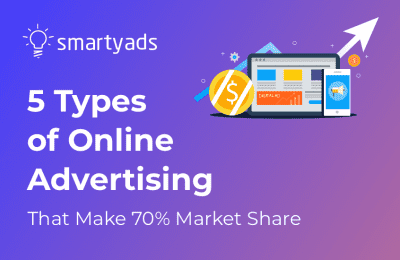 smartyads
5 Types
of Online
Advertising
That Make 70% Market Share